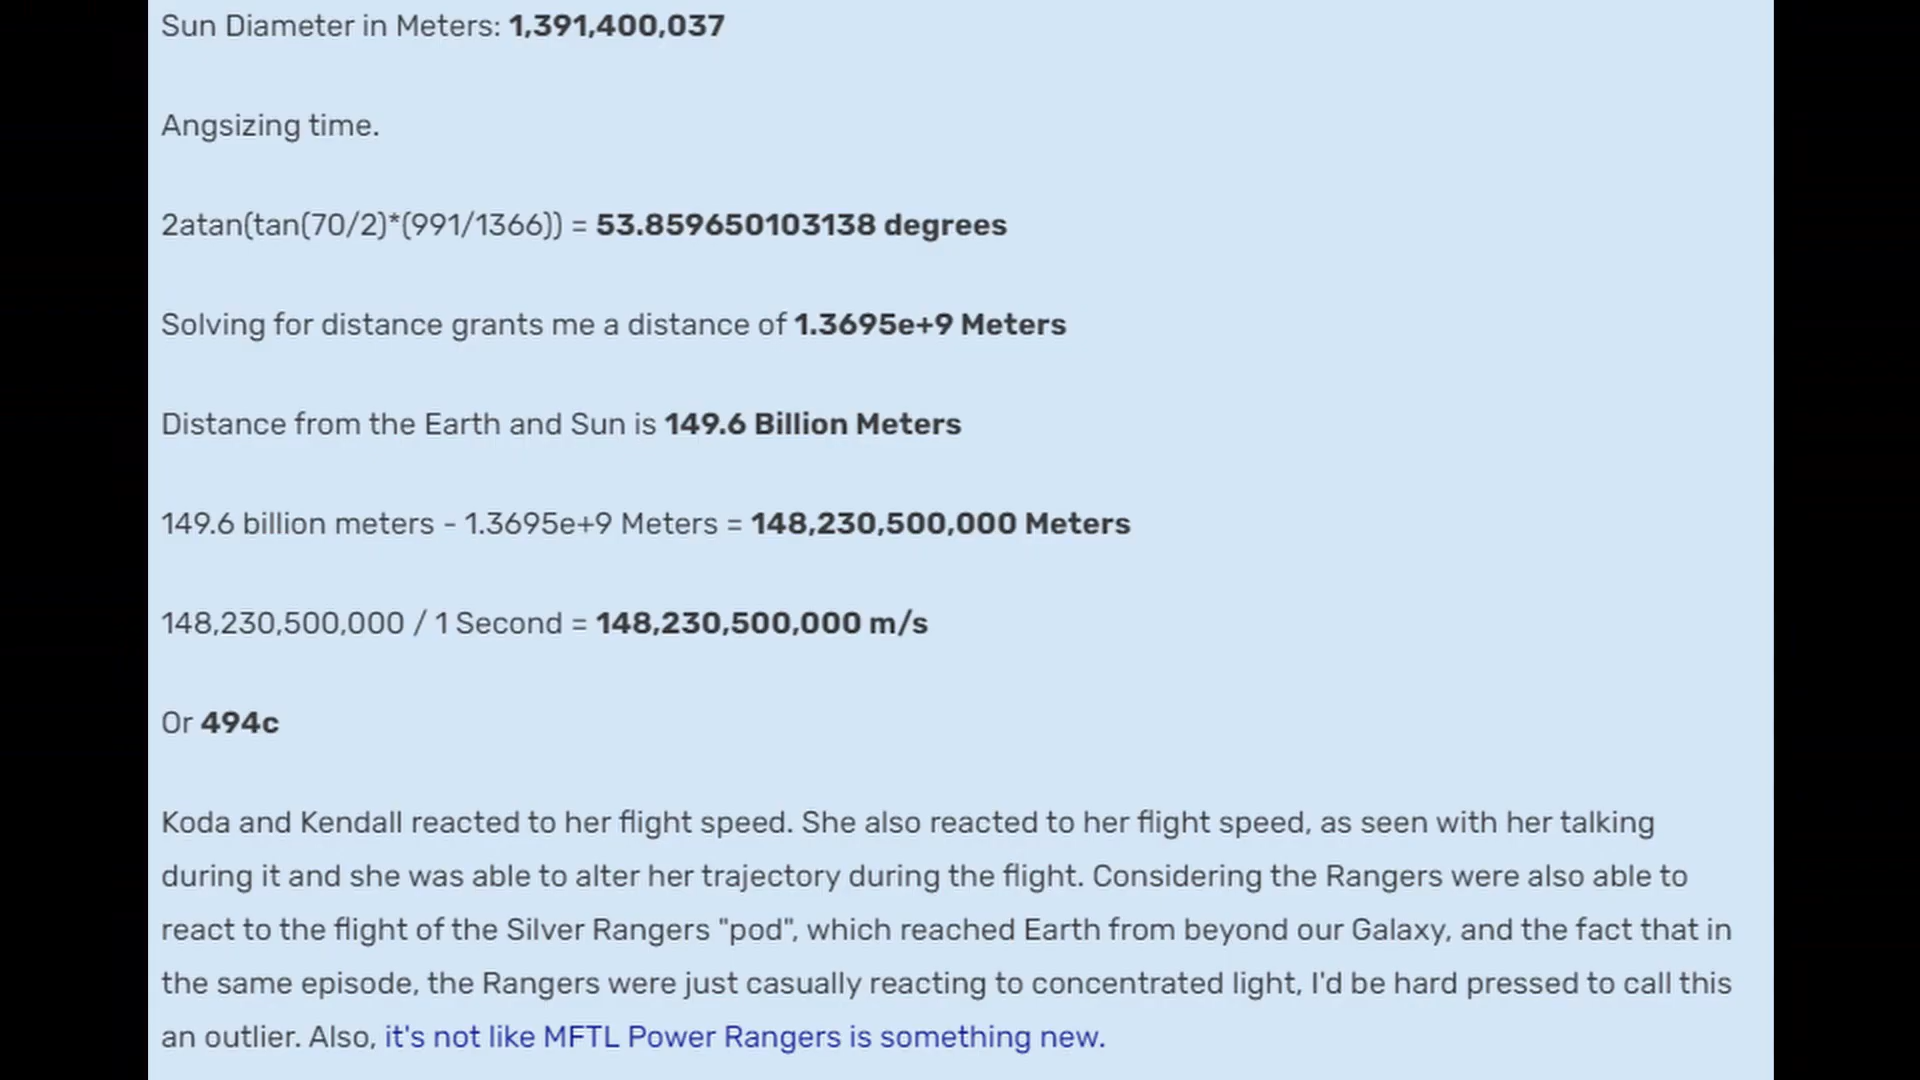 Sun Diameter in Meters: 1,391,400,037
Angsizing time.
2atan(tan(70/2)*(991/1366)) = 53.859650103138 degrees
Solving for distance grants me a distance of 1.3695e+9 Meters
Distance from the Earth and Sun is 149.6 Billion Meters
149.6 billion meters - 1.3695e+9 Meters = 148,230,500,000 Meters
148,230,500,000 / 1 Second = 148,230,500,000 m/s
Or 494c
Koda and Kendall reacted to her flight speed. She also reacted to her flight speed, as seen with her talking
during it and she was able to alter her trajectory during the flight. Considering the Rangers were also able to
react to the flight of the Silver Rangers "pod", which reached Earth from beyond our Galaxy, and the fact that in
the same episode, the Rangers were just casually reacting to concentrated light, I'd be hard pressed to call this
an outlier. Also, it's not like MFTL Power Rangers is something new.